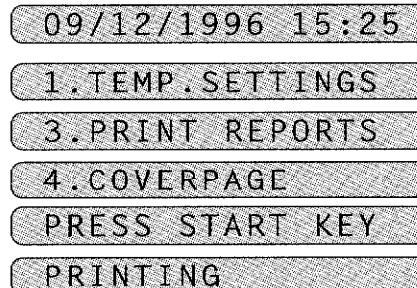 09/12/1996 15:25
1.TEMP.SETTINGS
3.PRINT REPORTS
4.COVERPAGE
PRESS START KEY
PRINTING